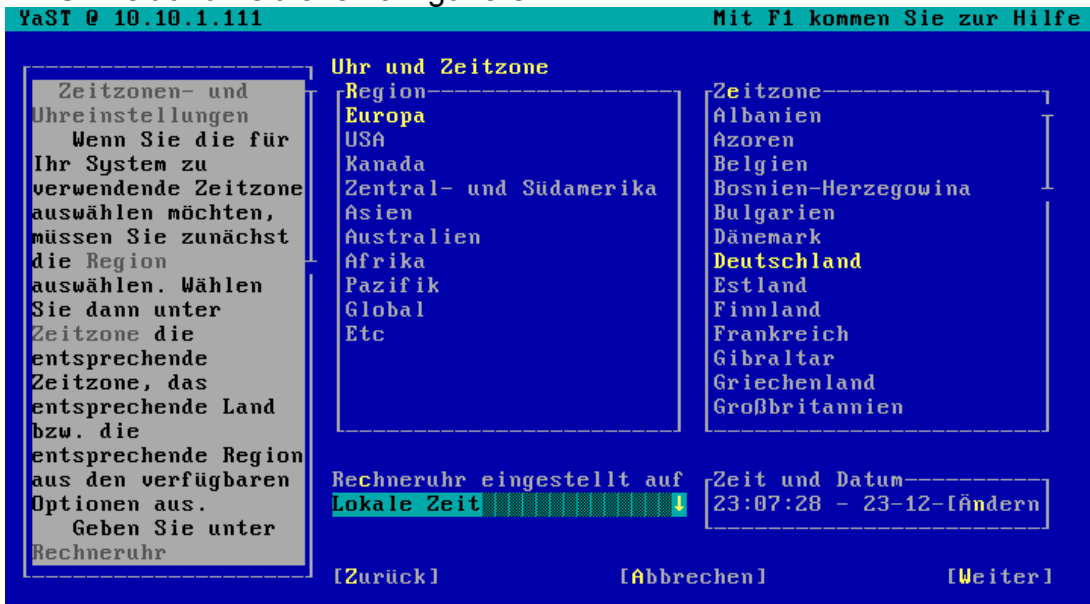 YaST @ 10.10.1.111 Mit F1 kommen Sie zur Hilfe
Zeitzonen- und
Uhreinstellungen
Wenn Sie die für
Ihr System zu
verwendende Zeitzone
auswählen möchten,
müssen Sie zunächst
die Region
auswählen. Wählen
Sie dann unter
Zeitzone die
entsprechende
Zeitzone, das
entsprechende Land
bzw. die
entsprechende Region
aus den verfügbaren
Optionen aus.
Geben Sie unter
Rechneruhr
Uhr und Zeitzone
Region
Europa
USA
Kanada
Zentral- und Südamerika
Asien
Australien
Afrika
Pazifik
Global
Etc
Zeitzone
Albanien
Azoren
Belgien
Bosnien-Herzegowina
Bulgarien
Dänemark
Deutschland
Estland
Finnland
Frankreich
Gibraltar
Griechenland
Großbritannien
Rechneruhr eingestellt auf
Lokale Zeit
Zeit und Datum
23:07:28 - 23-12-[Ändern
[Zurück] [Abbrechen] [Weiter]